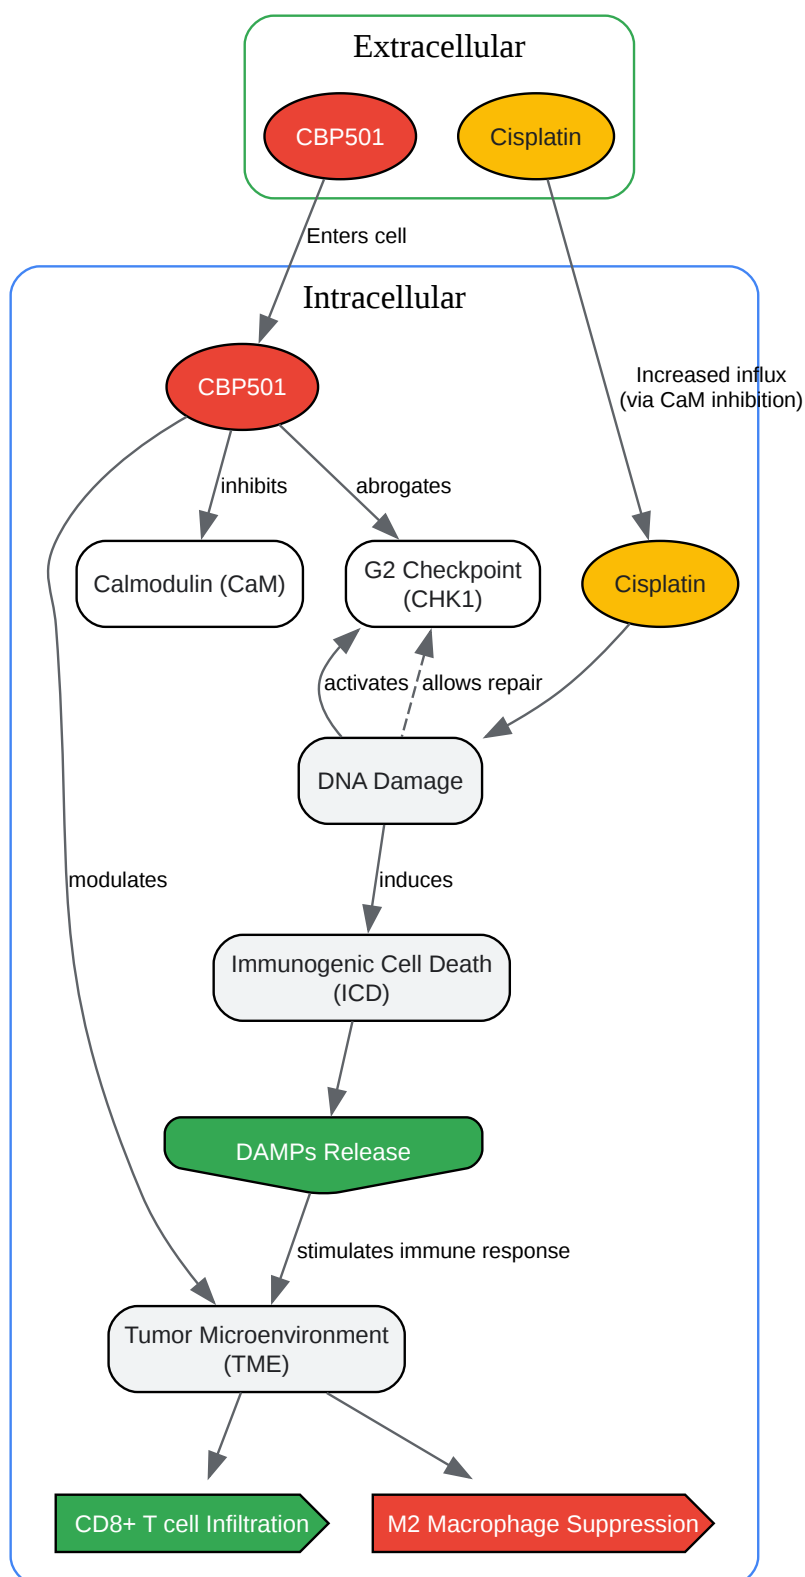 Extracellular
CBP501
Cisplatin
Enters cell
Intracellular
CBP501
Increased influx
(via CaM inhibition)
inhibits
abrogates
Calmodulin (CaM)
G2 Checkpoint
(CHK1)
Cisplatin
activates
allows repair
DNA Damage
modulates
induces
Immunogenic Cell Death
(ICD)
DAMPs Release
stimulates immune response
Tumor Microenvironment
(TME)
CD8+ T cell Infiltration
M2 Macrophage Suppression